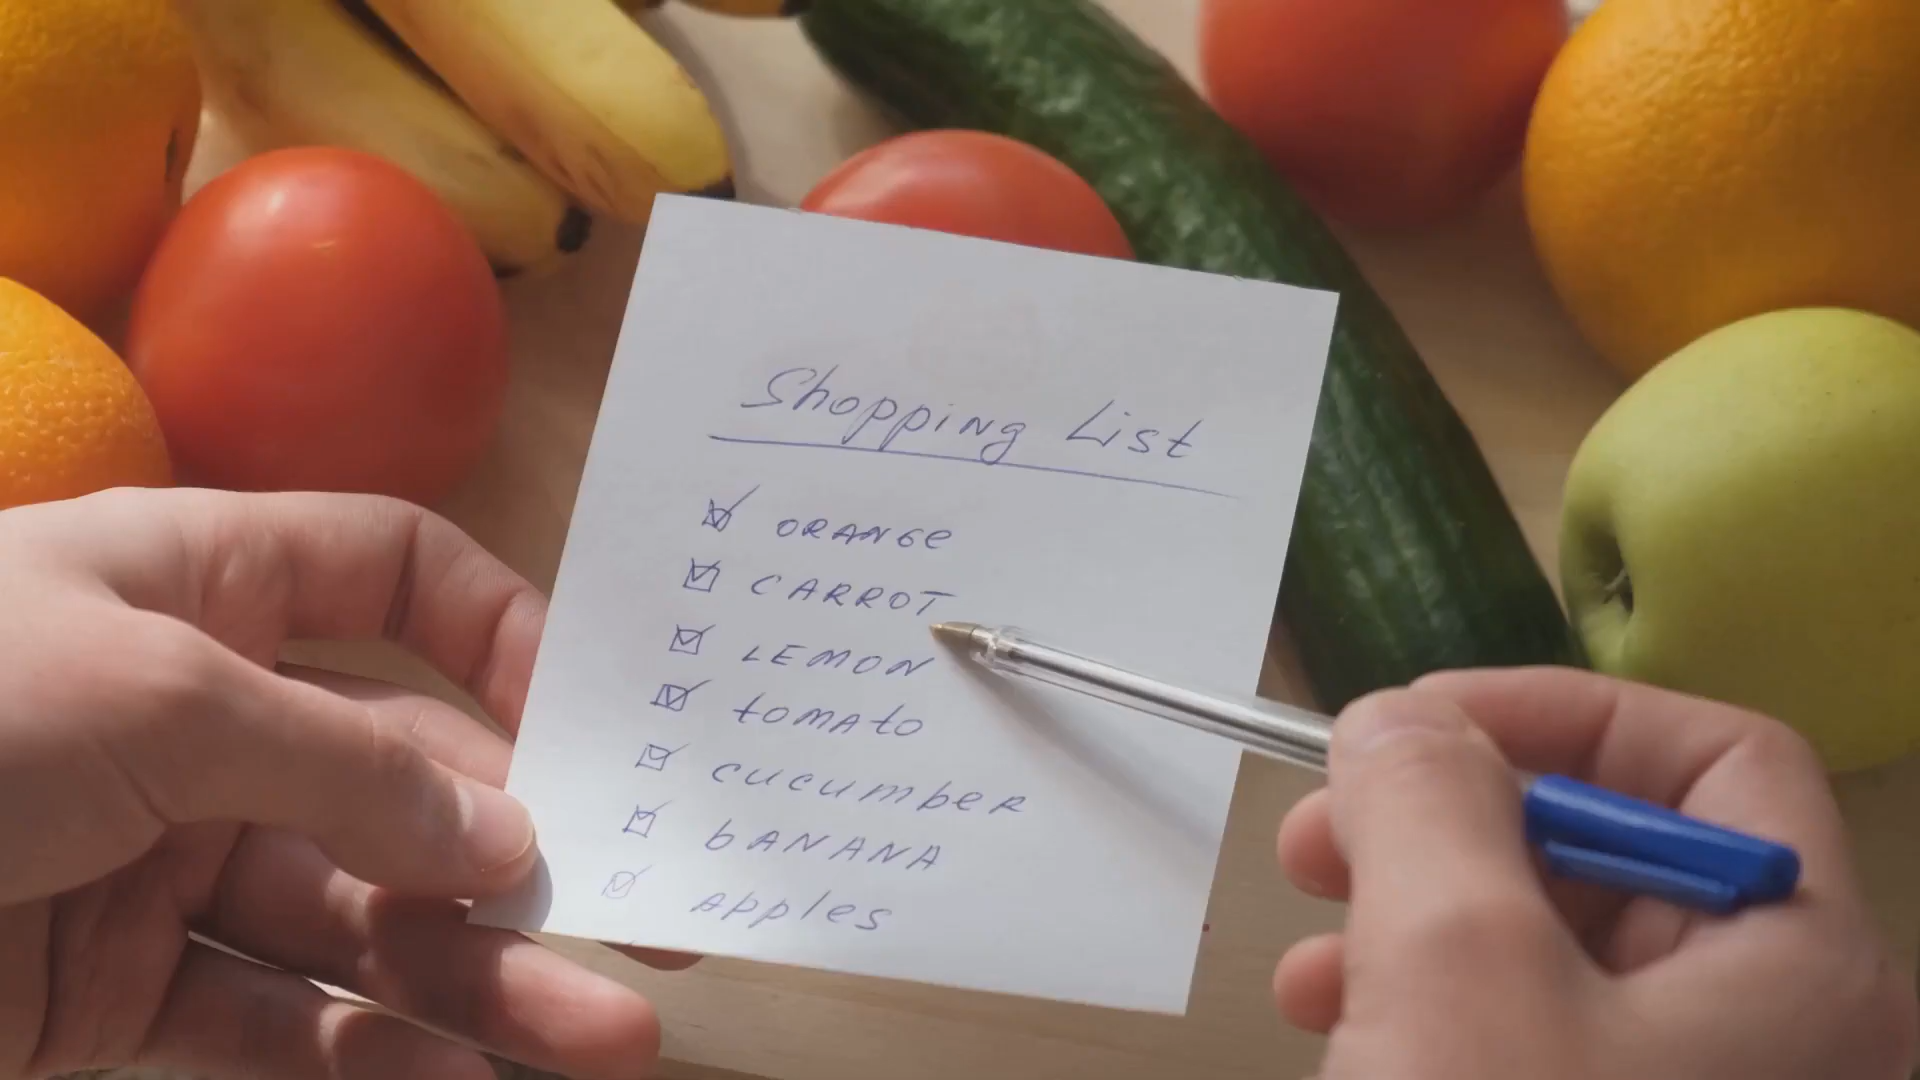 Shopping List
ORANGe
CARROT
LEMON
tomAto
cucumbeR
bANANA
Apples